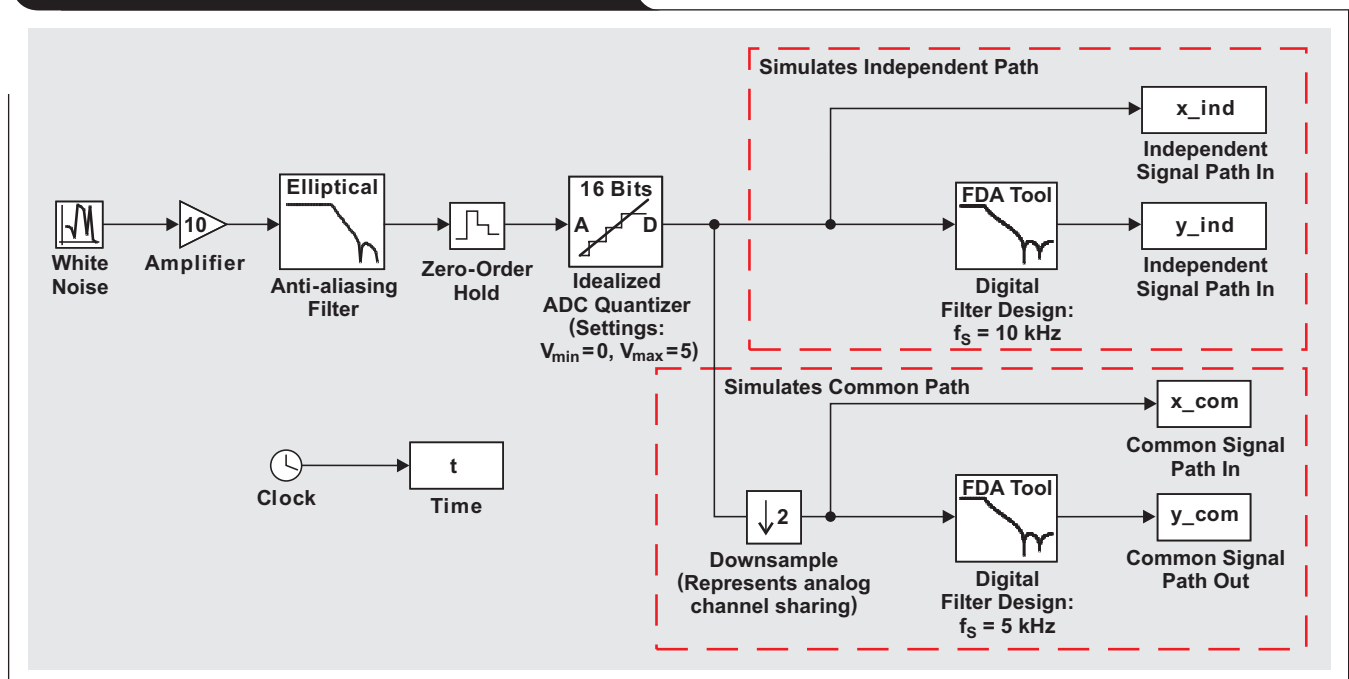 Simulates Independent Path
x_ind
Independent
Signal Path In
White
Noise
10
Amplifier
Elliptical
Anti-aliasing
Filter
Zero-Order
Hold
16 Bits
A D
Idealized
ADC Quantizer
(Settings:
Vmin=0, Vmax=5)
FDA Tool
Digital
Filter Design:
fS = 10 kHz
y_ind
Independent
Signal Path In
Simulates Common Path
x_com
Common Signal
Path In
Clock
t
Time
↓2
Downsample
(Represents analog
channel sharing)
FDA Tool
Digital
Filter Design:
fS = 5 kHz
y_com
Common Signal
Path Out